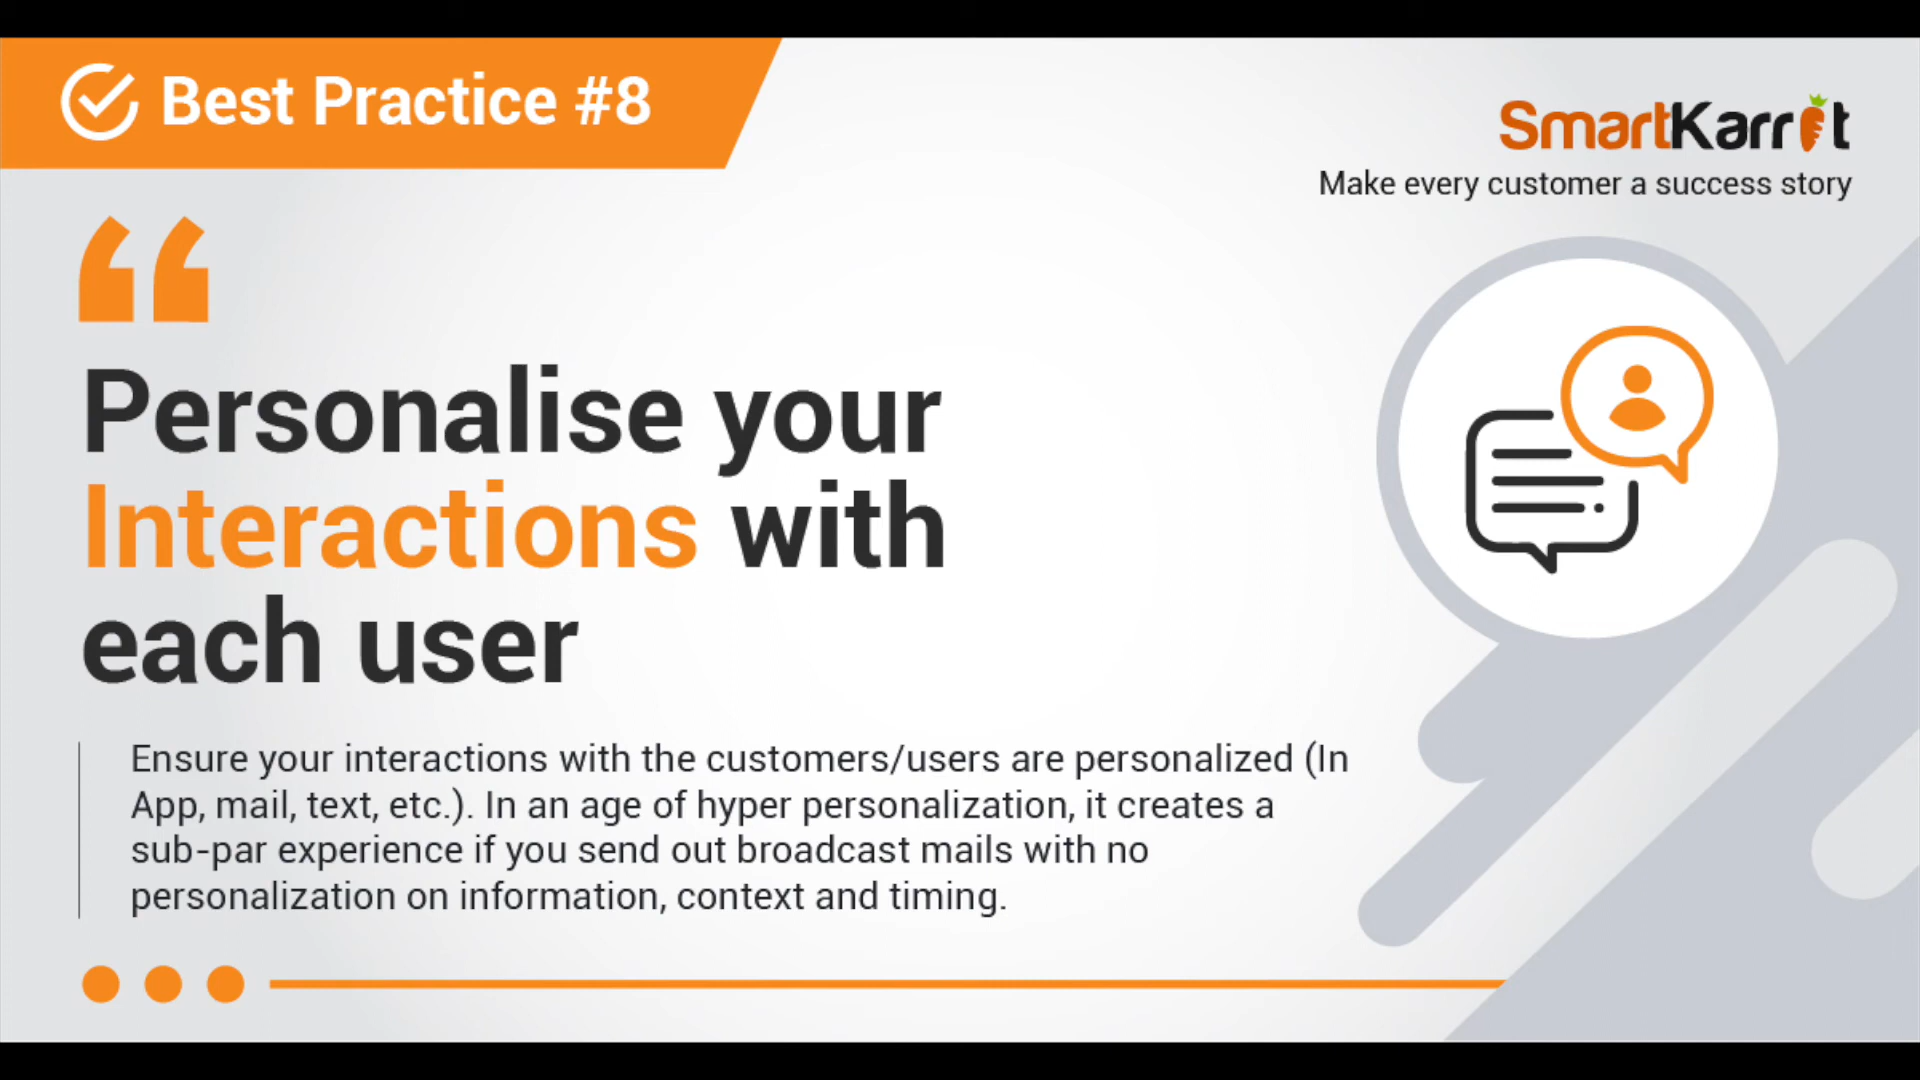 Best Practice #8
SmartKarrot
Make every customer a success story
“
Personalise your
Interactions with
each user
Ensure your interactions with the customers/users are personalized (In
App, mail, text, etc.). In an age of hyper personalization, it creates a
sub-par experience if you send out broadcast mails with no
personalization on information, context and timing.